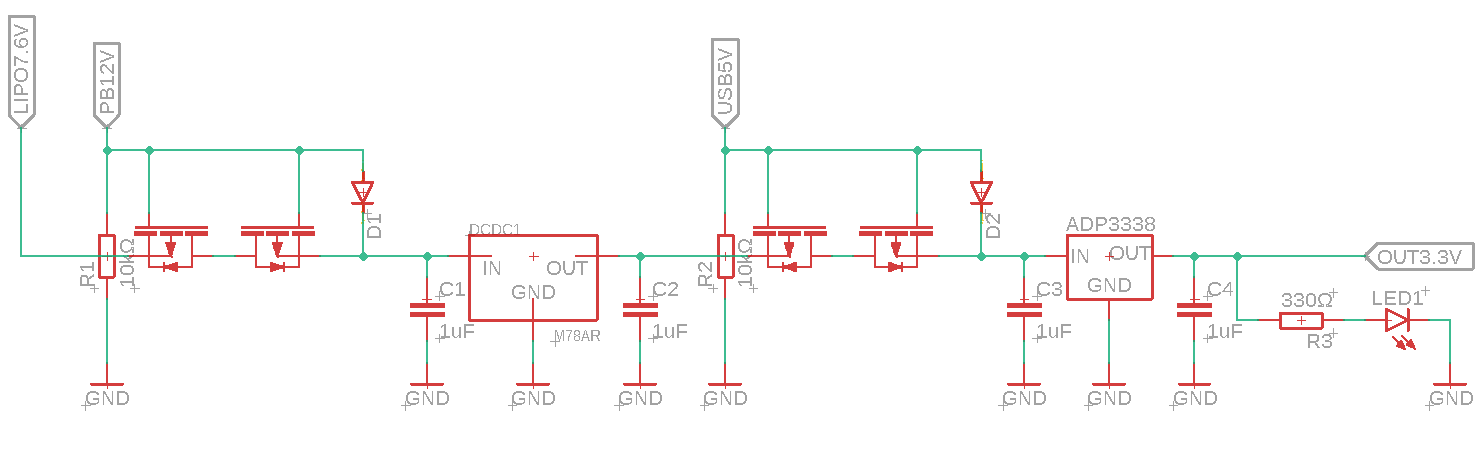 LIPO7.6V
PB12V
USB5V
R1
10kΩ
D1
DCDC1
IN
OUT
GND
M78AR
C1
1uF
C2
1uF
R2
10kΩ
D2
ADP3338
IN
OUT
GND
C3
1uF
C4
1uF
OUT3.3V
330Ω
R3
LED1
GND
GND
GND
GND
GND
GND
GND
GND
GND